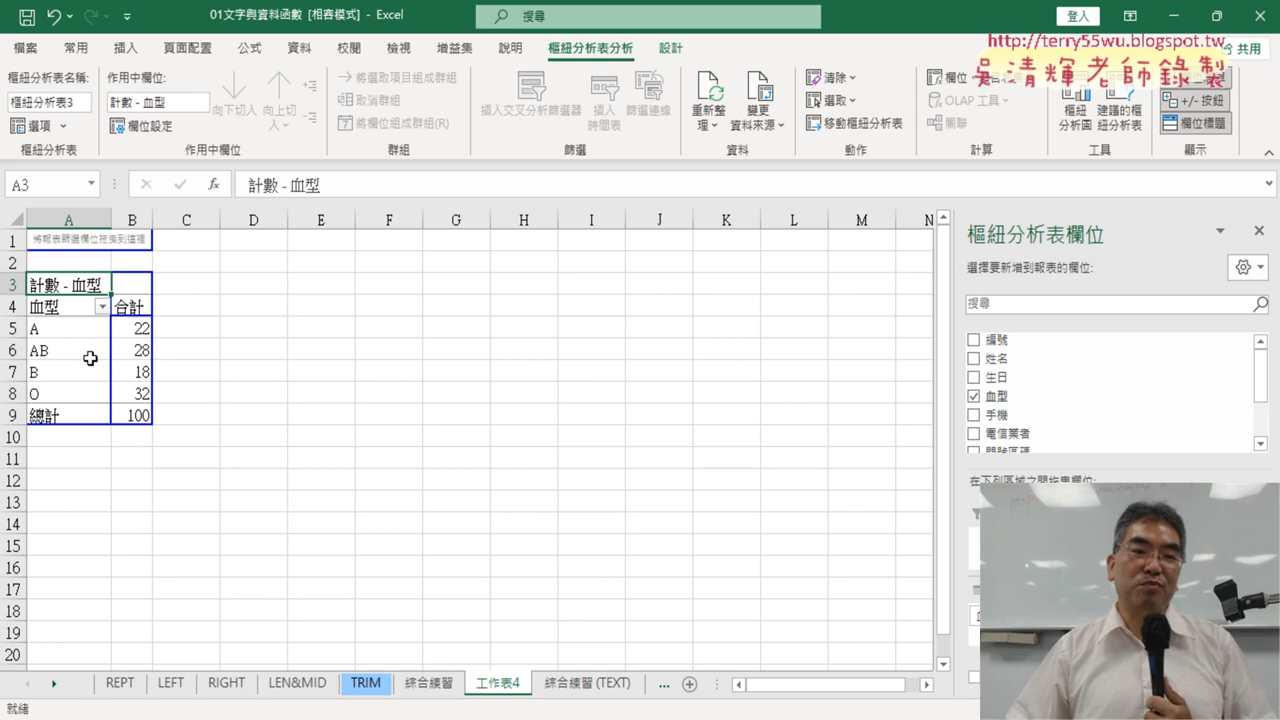 01文字與資料函數 [相容模式] - Excel
搜尋
登入
檔案 常用 插入 頁面配置 公式 資料 校閱 檢視 增益集 說明 樞紐分析表分析 設計
共用
http://terry55wu.blogspot.tw
吳清輝老師錄製
樞紐分析表名稱:
樞紐分析表3
選項
樞紐分析表
作用中欄位:
計數 - 血型
欄位設定
向下切入
向上切入
作用中欄位
將選取項目組成群組
取消群組
將欄位組成群組(R)
群組
插入交叉分析篩選器
插入時間表
篩選連線
篩選
重新整理
變更資料來源
資料
清除
選取
移動樞紐分析表
動作
欄位
OLAP 工具
關聯
計算
樞紐分析圖
建議的樞紐分析表
工具
+/- 按鈕
欄位標題
顯示
A3
fx
計數 - 血型
A B C D E F G H I J K L M N
1 將報表篩選欄位拖曳到這裡
2
3 計數 - 血型
4 血型 合計
5 A 22
6 AB 28
7 B 18
8 O 32
9 總計 100
10
11
12
13
14
15
16
17
18
19
20
樞紐分析表欄位
選擇要新增到報表的欄位:
搜尋
編號
姓名
生日
血型
手機
電信業者
門號區碼
在下列區域之間拖曳欄位:
REPT LEFT RIGHT LEN&MID TRIM 綜合練習 工作表4 綜合練習 (TEXT) ...
就緒